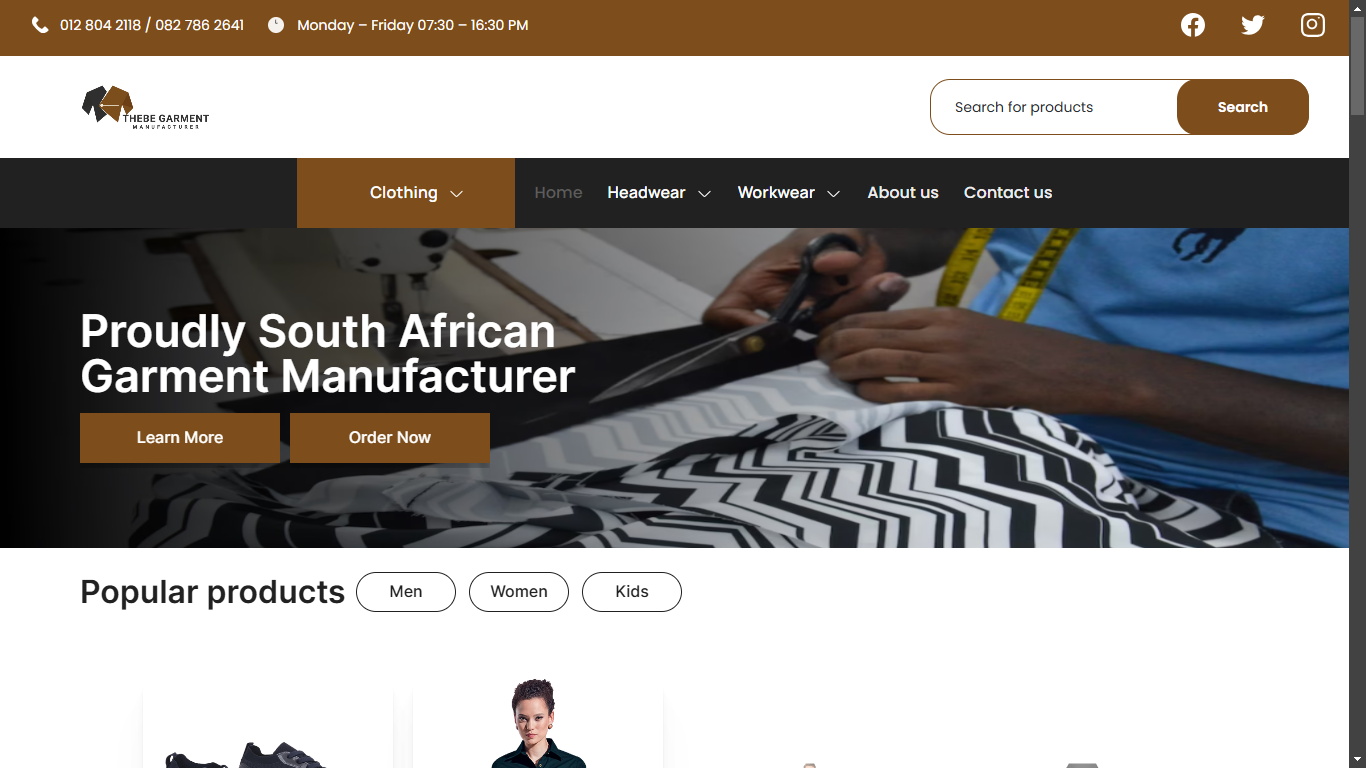 012 804 2118 / 082 786 2641
Monday – Friday 07:30 – 16:30 PM
THEBE GARMENT
MANUFACTURER
Search for products
Search
Clothing
Home
Headwear
Workwear
About us
Contact us
Proudly South African
Garment Manufacturer
Learn More
Order Now
Popular products
Men
Women
Kids